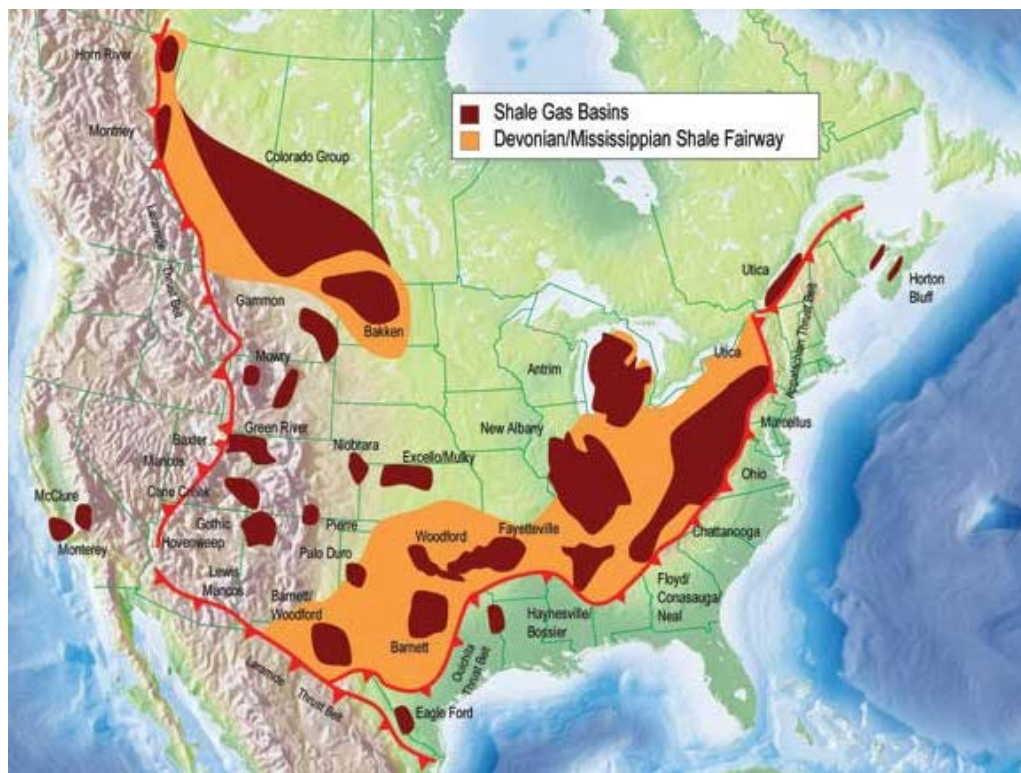 Horn River
Shale Gas Basins
Devonian/Mississippian Shale Fairway
Montney
Colorado Group
Laramide
Thrust Belt
Utica
Appalachian Thrust Belt
Horton
Bluff
Gammon
Bakken
Utica
Mowry
Antrim
Marcellus
Green River
New Albany
Baxter
Mancos
Niobrara
Excello/Mulky
Ohio
Cane Creek
McClure
Monterey
Gothic
Hovenweep
Pierre
Woodford
Fayetteville
Chattanooga
Palo Duro
Lewis
Mancos
Floyd/
Conasauga/
Neal
Barnett/
Woodford
Haynesville/
Bossier
Barnett
Ouchita
Thrust Belt
Laramide
Thrust Belt
Eagle Ford